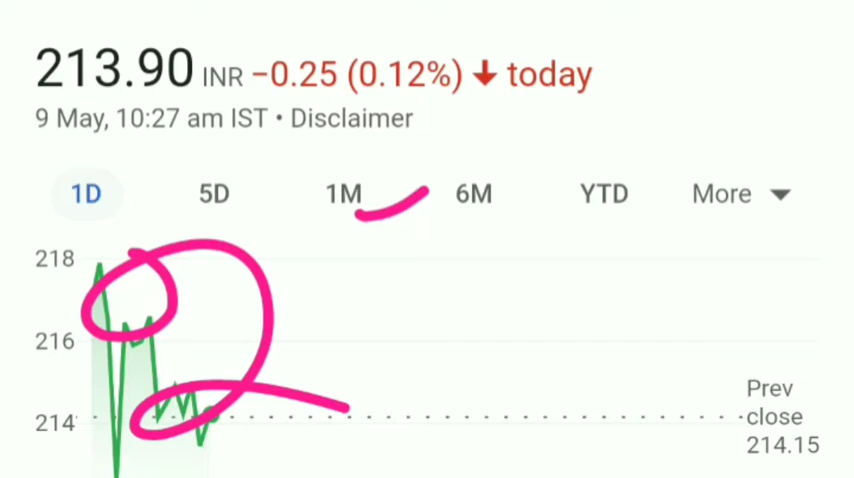 213.90 INR −0.25 (0.12%) ↓ today
9 May, 10:27 am IST • Disclaimer
1D 5D 1M 6M YTD More
218
216
214
Prev
close
214.15